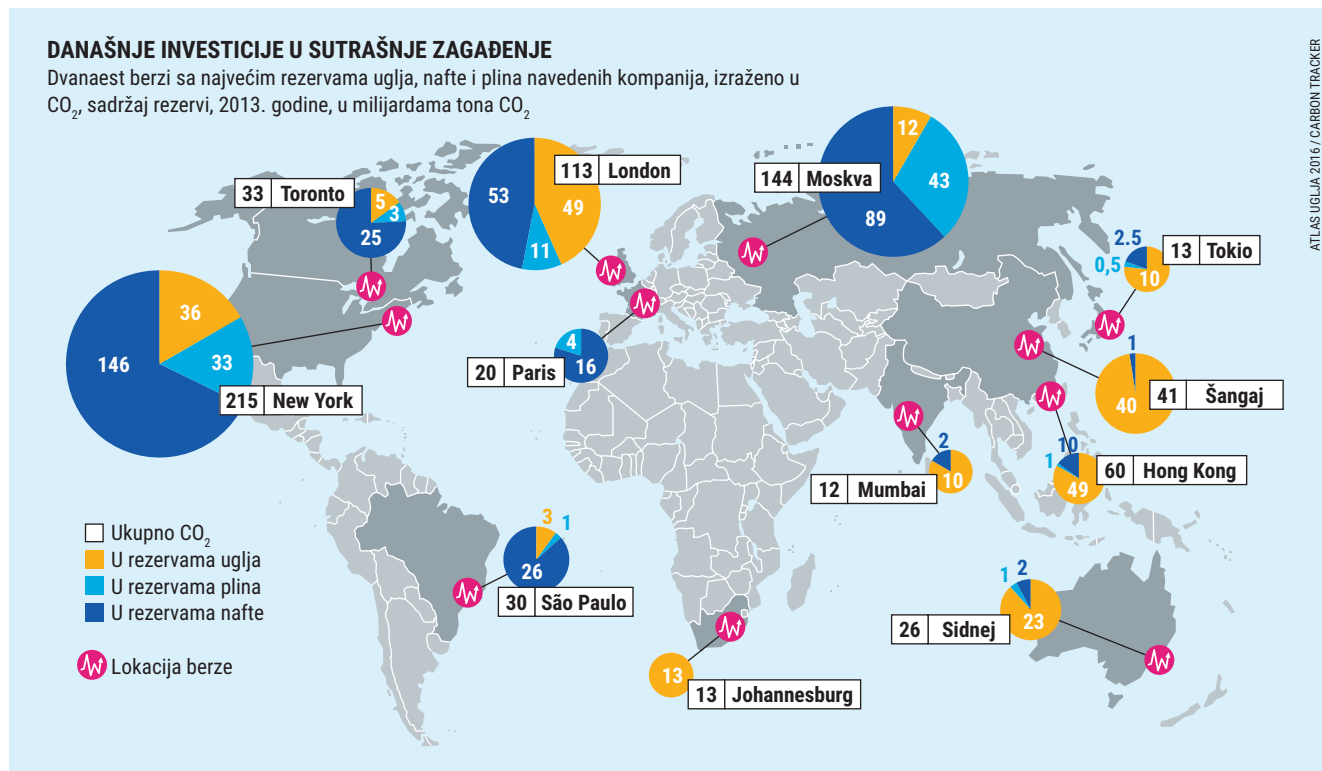 DANAŠNJE INVESTICIJE U SUTRAŠNJE ZAGAĐENJE
Dvanaest berzi sa najvećim rezervama uglja, nafte i plina navedenih kompanija, izraženo u
CO₂, sadržaj rezervi, 2013. godine, u milijardama tona CO₂
ATLAS UGLJA 2016 / CARBON TRACKER
33 Toronto
5
3
25
113 London
53
49
11
144 Moskva
12
43
89
13 Tokio
2.5
0,5
10
36
146
33
215 New York
20 Paris
4
16
1
40
41 Šangaj
2
10
12 Mumbai
10
1
49
60 Hong Kong
3
1
26
30 São Paulo
1
2
23
26 Sidnej
13
13 Johannesburg
Ukupno CO₂
U rezervama uglja
U rezervama plina
U rezervama nafte
Lokacija berze